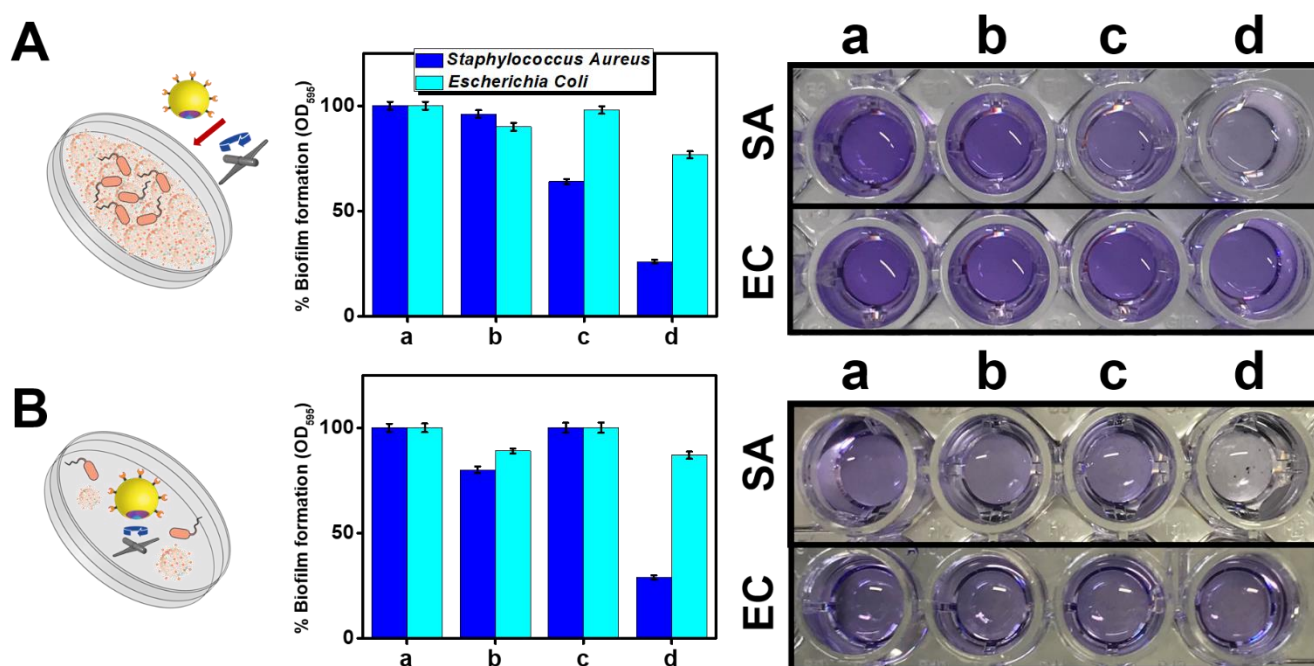 A
% Biofilm formation (OD595)
100
50
0
Staphylococcus Aureus
Escherichia Coli
a b c d
a b c d
SA
EC
B
% Biofilm formation (OD595)
100
50
0
a b c d
a b c d
SA
EC